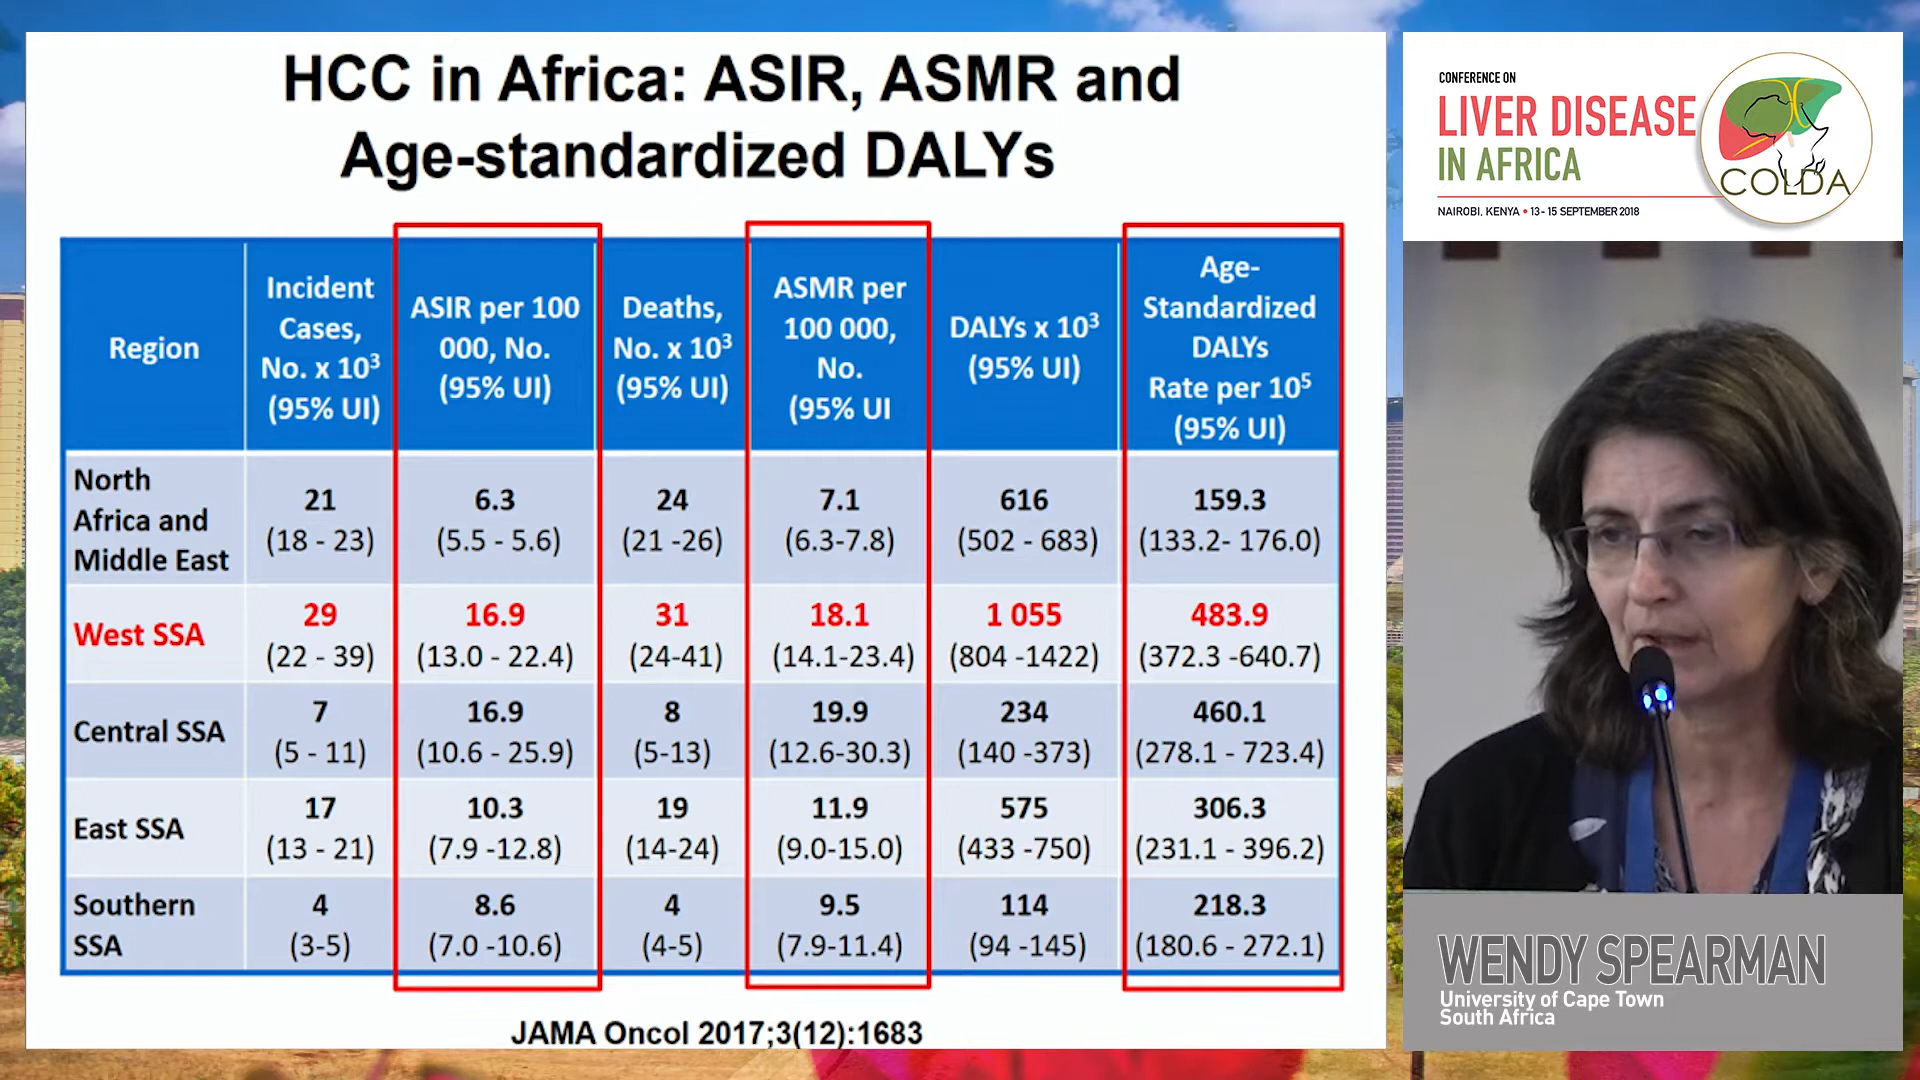 HCC in Africa: ASIR, ASMR and
Age-standardized DALYs
Region
Incident
Cases,
No. x 10³
(95% UI)
ASIR per 100
000, No.
(95% UI)
Deaths,
No. x 10³
(95% UI)
ASMR per
100 000,
No.
(95% UI
DALYs x 10³
(95% UI)
Age-
Standardized
DALYs
Rate per 10⁵
(95% UI)
North
Africa and
Middle East
21
(18 - 23)
6.3
(5.5 - 5.6)
24
(21 -26)
7.1
(6.3-7.8)
616
(502 - 683)
159.3
(133.2- 176.0)
West SSA
29
(22 - 39)
16.9
(13.0 - 22.4)
31
(24-41)
18.1
(14.1-23.4)
1 055
(804 -1422)
483.9
(372.3 -640.7)
Central SSA
7
(5 - 11)
16.9
(10.6 - 25.9)
8
(5-13)
19.9
(12.6-30.3)
234
(140 -373)
460.1
(278.1 - 723.4)
East SSA
17
(13 - 21)
10.3
(7.9 -12.8)
19
(14-24)
11.9
(9.0-15.0)
575
(433 -750)
306.3
(231.1 - 396.2)
Southern
SSA
4
(3-5)
8.6
(7.0 -10.6)
4
(4-5)
9.5
(7.9-11.4)
114
(94 -145)
218.3
(180.6 - 272.1)
JAMA Oncol 2017;3(12):1683
CONFERENCE ON
LIVER DISEASE
IN AFRICA
COLDA
NAIROBI, KENYA • 13 - 15 SEPTEMBER 2018
WENDY SPEARMAN
University of Cape Town
South Africa